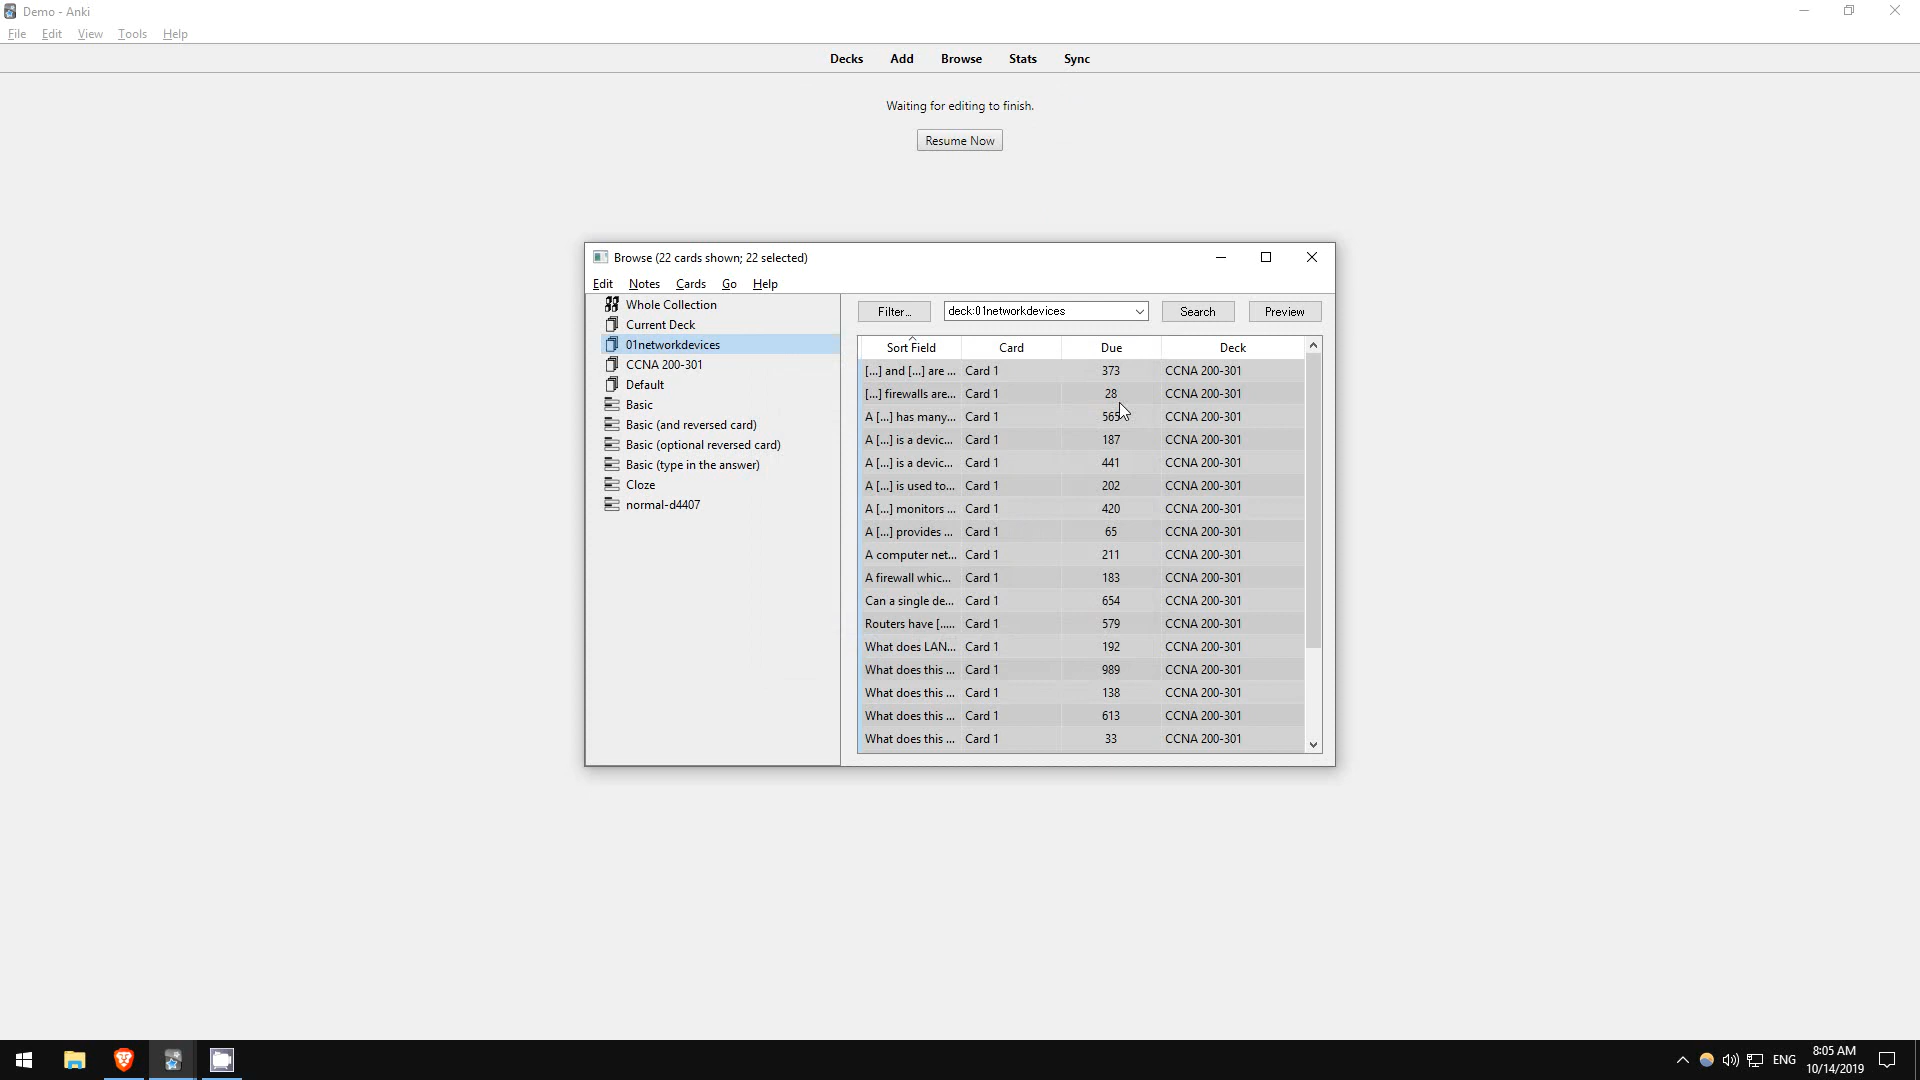 Demo - Anki
File Edit View Tools Help
Decks Add Browse Stats Sync
Waiting for editing to finish.
Resume Now
Browse (22 cards shown; 22 selected)
Edit Notes Cards Go Help
Whole Collection
Current Deck
01networkdevices
CCNA 200-301
Default
Basic
Basic (and reversed card)
Basic (optional reversed card)
Basic (type in the answer)
Cloze
normal-d4407
Filter... deck:01networkdevices Search Preview
Sort Field Card Due Deck
[...] and [...] are ... Card 1 373 CCNA 200-301
[...] firewalls are... Card 1 28 CCNA 200-301
A [...] has many... Card 1 565 CCNA 200-301
A [...] is a devic... Card 1 187 CCNA 200-301
A [...] is a devic... Card 1 441 CCNA 200-301
A [...] is used to... Card 1 202 CCNA 200-301
A [...] monitors ... Card 1 420 CCNA 200-301
A [...] provides ... Card 1 65 CCNA 200-301
A computer net... Card 1 211 CCNA 200-301
A firewall whic... Card 1 183 CCNA 200-301
Can a single de... Card 1 654 CCNA 200-301
Routers have [..... Card 1 579 CCNA 200-301
What does LAN... Card 1 192 CCNA 200-301
What does this ... Card 1 989 CCNA 200-301
What does this ... Card 1 138 CCNA 200-301
What does this ... Card 1 613 CCNA 200-301
What does this ... Card 1 33 CCNA 200-301
ENG 8:05 AM
10/14/2019